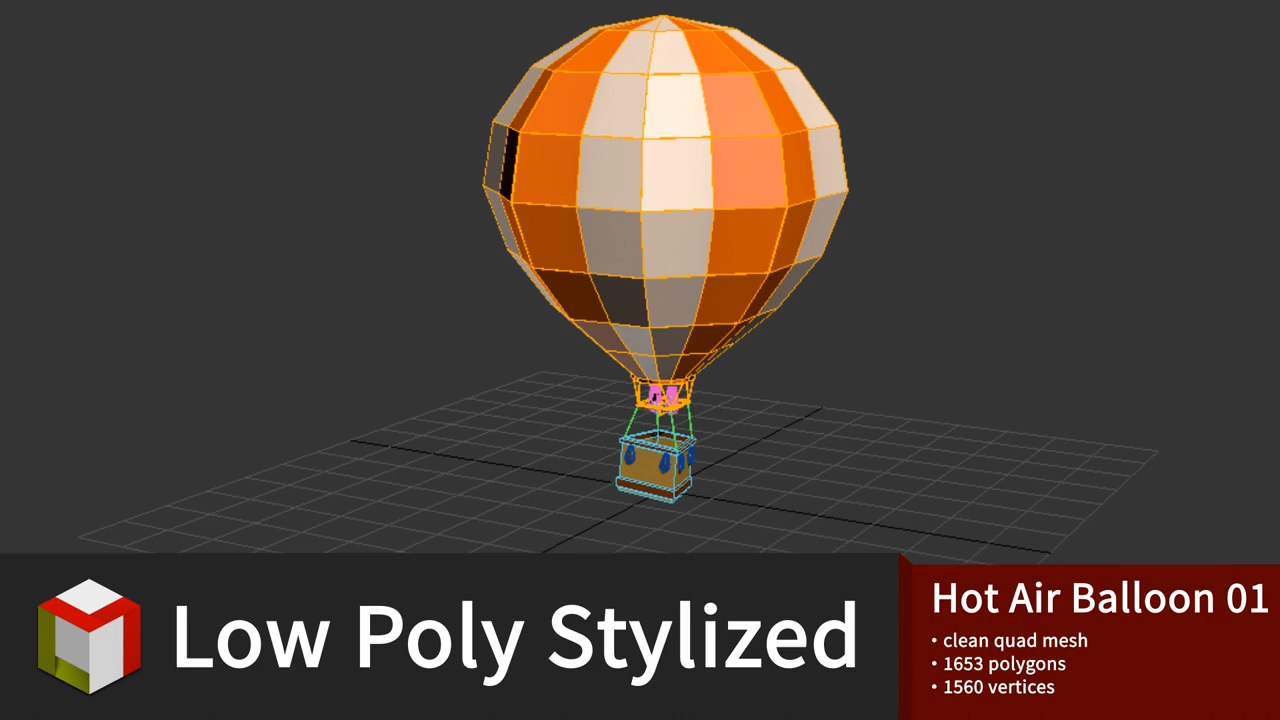 Low Poly Stylized
Hot Air Balloon 01
• clean quad mesh
• 1653 polygons
• 1560 vertices